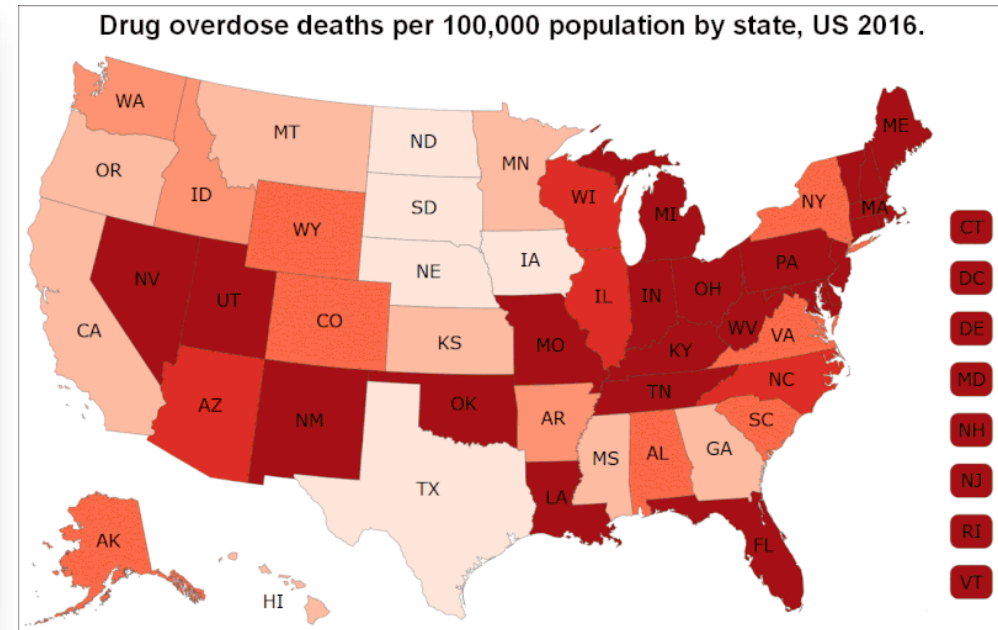 Drug overdose deaths per 100,000 population by state, US 2016.
WA
MT
ND
MN
ME
OR
ID
SD
WI
MI
NY
MA
WY
NE
IA
CT
NV
UT
CO
KS
MO
IL
IN
OH
PA
DC
WV
VA
CA
KY
DE
AZ
NM
OK
AR
TN
NC
MD
MS
AL
GA
SC
NH
TX
LA
FL
NJ
AK
HI
RI
VT